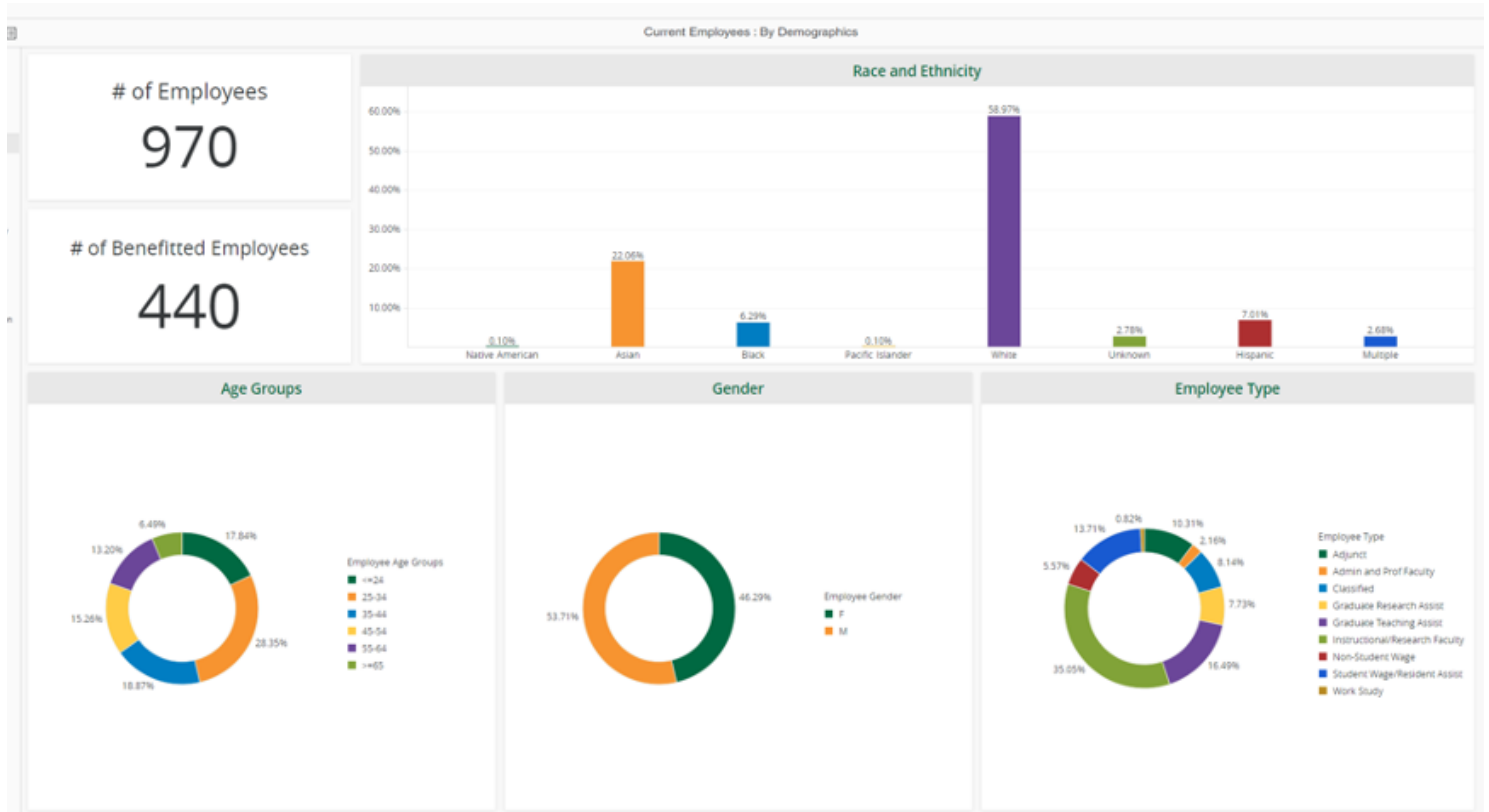 Current Employees : By Demographics
# of Employees
970
# of Benefitted Employees
440
Race and Ethnicity
60.00%
50.00%
40.00%
30.00%
20.00%
10.00%
0.10%
22.06%
6.29%
0.10%
58.97%
2.78%
7.01%
2.68%
Native American
Asian
Black
Pacific Islander
White
Unknown
Hispanic
Multiple
Age Groups
6.49%
17.84%
13.20%
15.26%
28.35%
18.87%
Employee Age Groups
<=24
25-34
35-44
45-54
55-64
>=65
Gender
53.71%
46.29%
Employee Gender
F
M
Employee Type
0.82%
10.31%
13.71%
2.16%
8.14%
5.57%
7.73%
35.05%
16.49%
Employee Type
Adjunct
Admin and Prof Faculty
Classified
Graduate Research Assist
Graduate Teaching Assist
Instructional/Research Faculty
Non-Student Wage
Student Wage/Resident Assist
Work Study